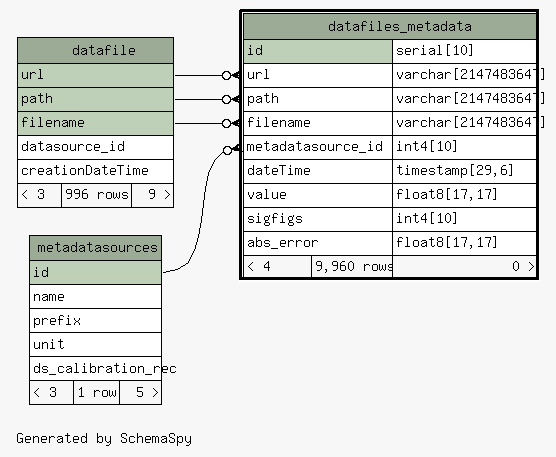 datafile
url
path
filename
datasource_id
creationDateTime
< 3 996 rows 9 >
datafiles_metadata
id serial[10]
url varchar[2147483647]
path varchar[2147483647]
filename varchar[2147483647]
metadatasource_id int4[10]
dateTime timestamp[29,6]
value float8[17,17]
sigfigs int4[10]
abs_error float8[17,17]
< 4 9,960 rows 0 >
metadatasources
id
name
prefix
unit
ds_calibration_rec
< 3 1 row 5 >
Generated by SchemaSpy